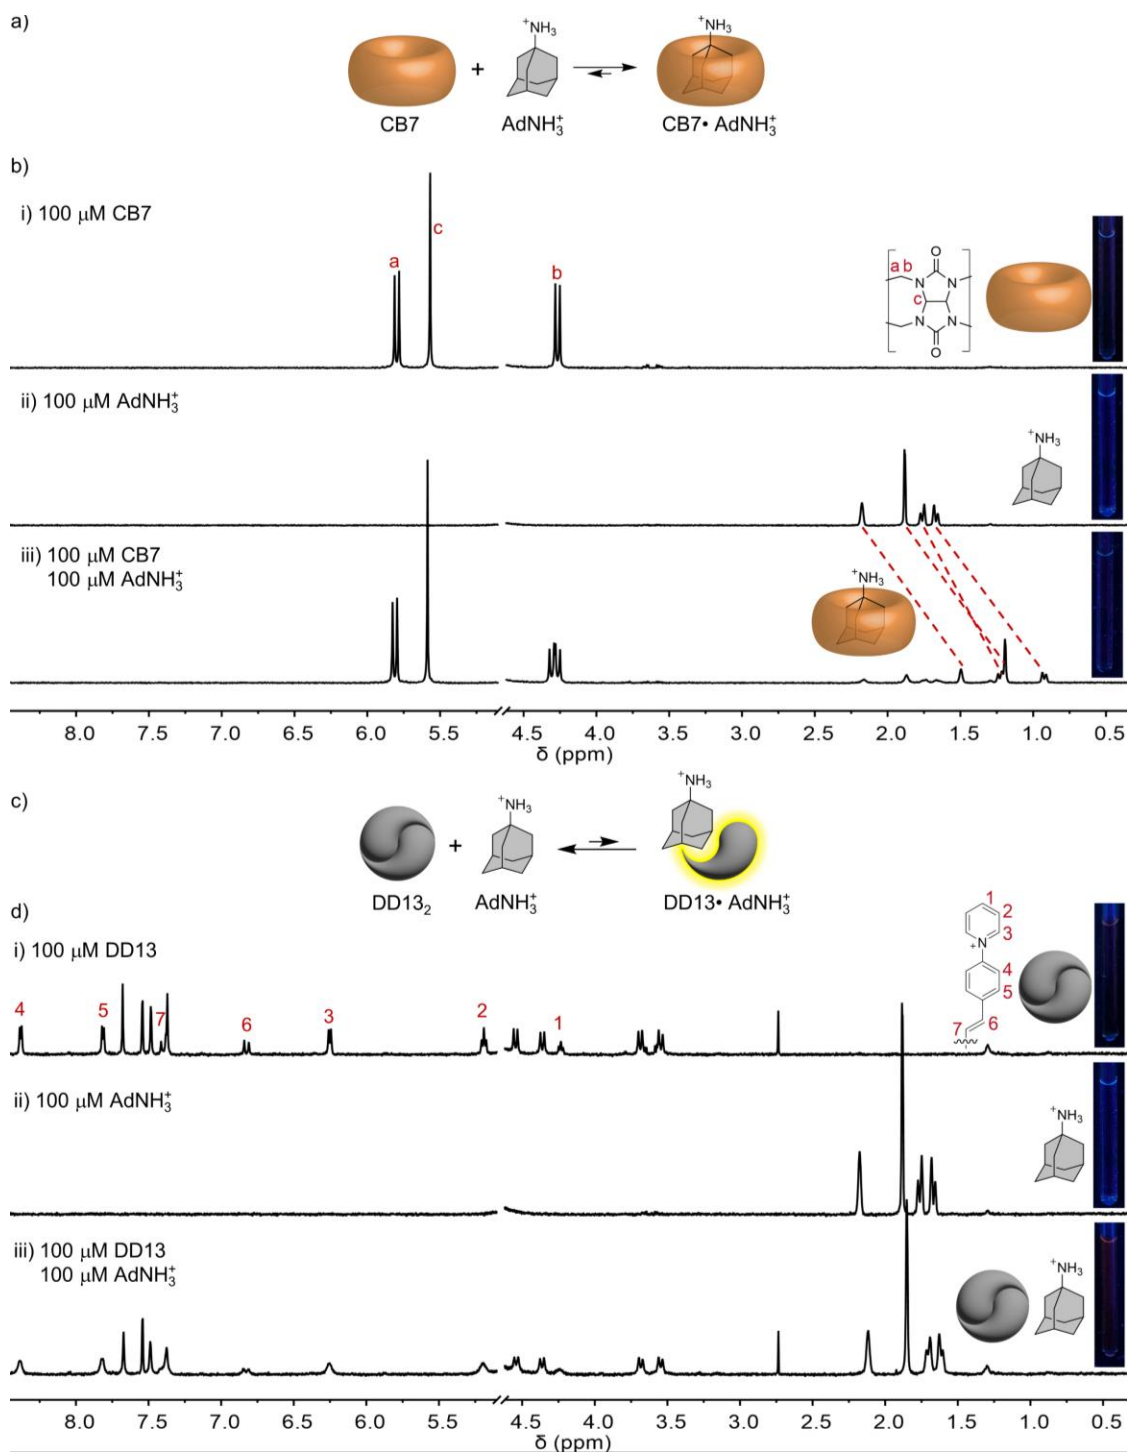 a)
+NH3
+
CB7
AdNH3+
CB7• AdNH3+
b)
i) 100 μM CB7
a
c
b
O
a b
N N
c
N N
O
ii) 100 μM AdNH3+
+NH3
iii) 100 μM CB7
100 μM AdNH3+
+NH3
8.0 7.5 7.0 6.5 6.0 5.5 4.5 4.0 3.5 3.0 2.5 2.0 1.5 1.0 0.5
δ (ppm)
c)
+NH3
+NH3
+
DD13₂
AdNH3+
DD13• AdNH3+
d)
i) 100 μM DD13
1
2
3
N
+
4
5
7 6
4 5 7 6 3 2 1
ii) 100 μM AdNH3+
+NH3
iii) 100 μM DD13
100 μM AdNH3+
+NH3
8.0 7.5 7.0 6.5 6.0 5.5 4.5 4.0 3.5 3.0 2.5 2.0 1.5 1.0 0.5
δ (ppm)